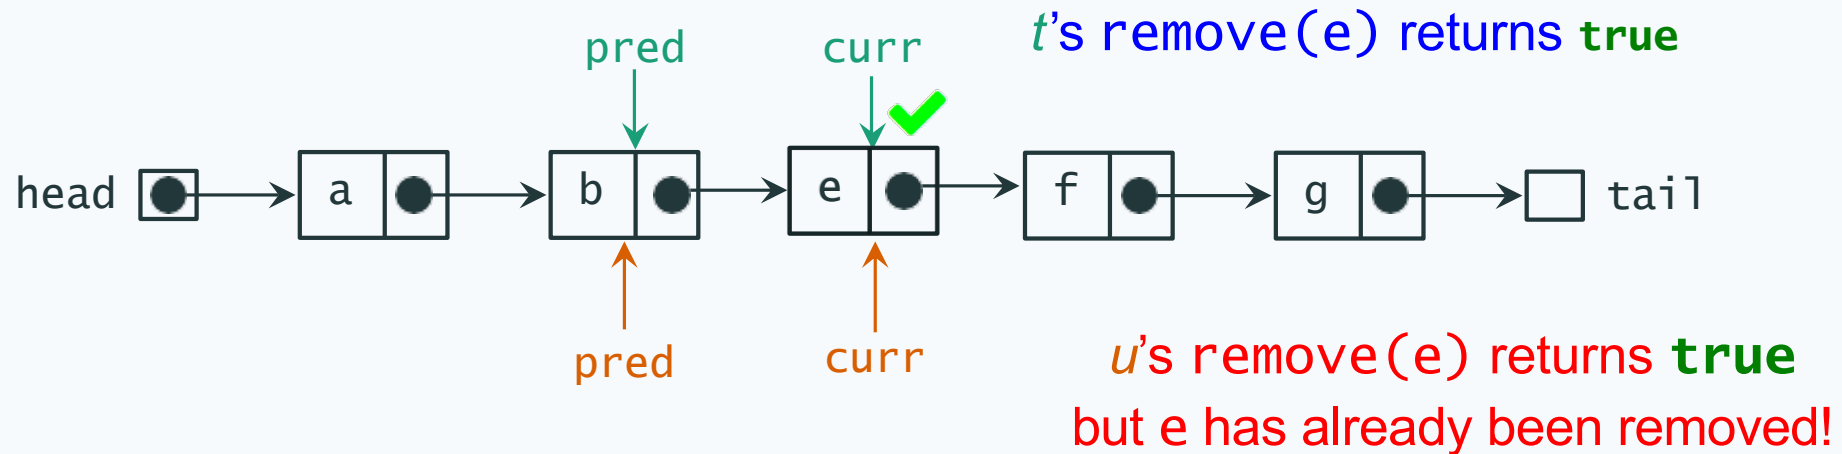 t's remove(e) returns true
pred curr
head a b e f g tail
pred curr
u's remove(e) returns true
but e has already been removed!